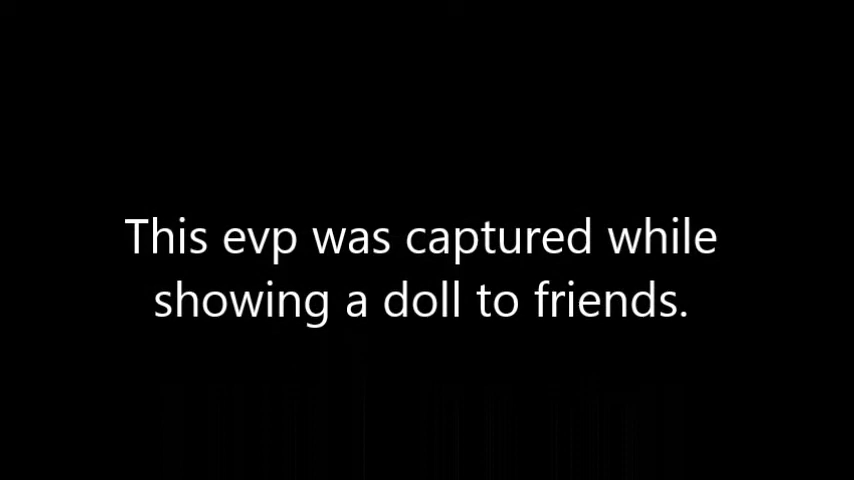 This evp was captured while
showing a doll to friends.